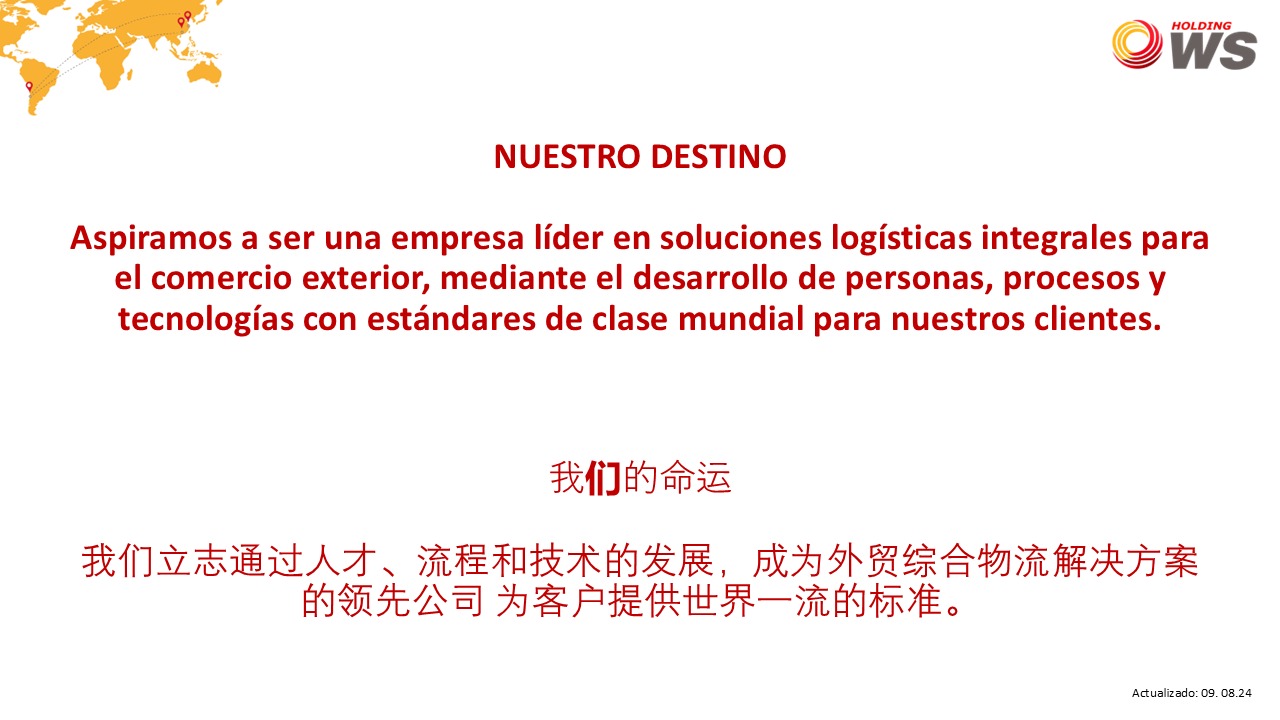 HOLDING
WS
NUESTRO DESTINO
Aspiramos a ser una empresa líder en soluciones logísticas integrales para
el comercio exterior, mediante el desarrollo de personas, procesos y
tecnologías con estándares de clase mundial para nuestros clientes.
我们的命运
我们立志通过人才、流程和技术的发展，成为外贸综合物流解决方案
的领先公司 为客户提供世界一流的标准。
Actualizado: 09. 08.24